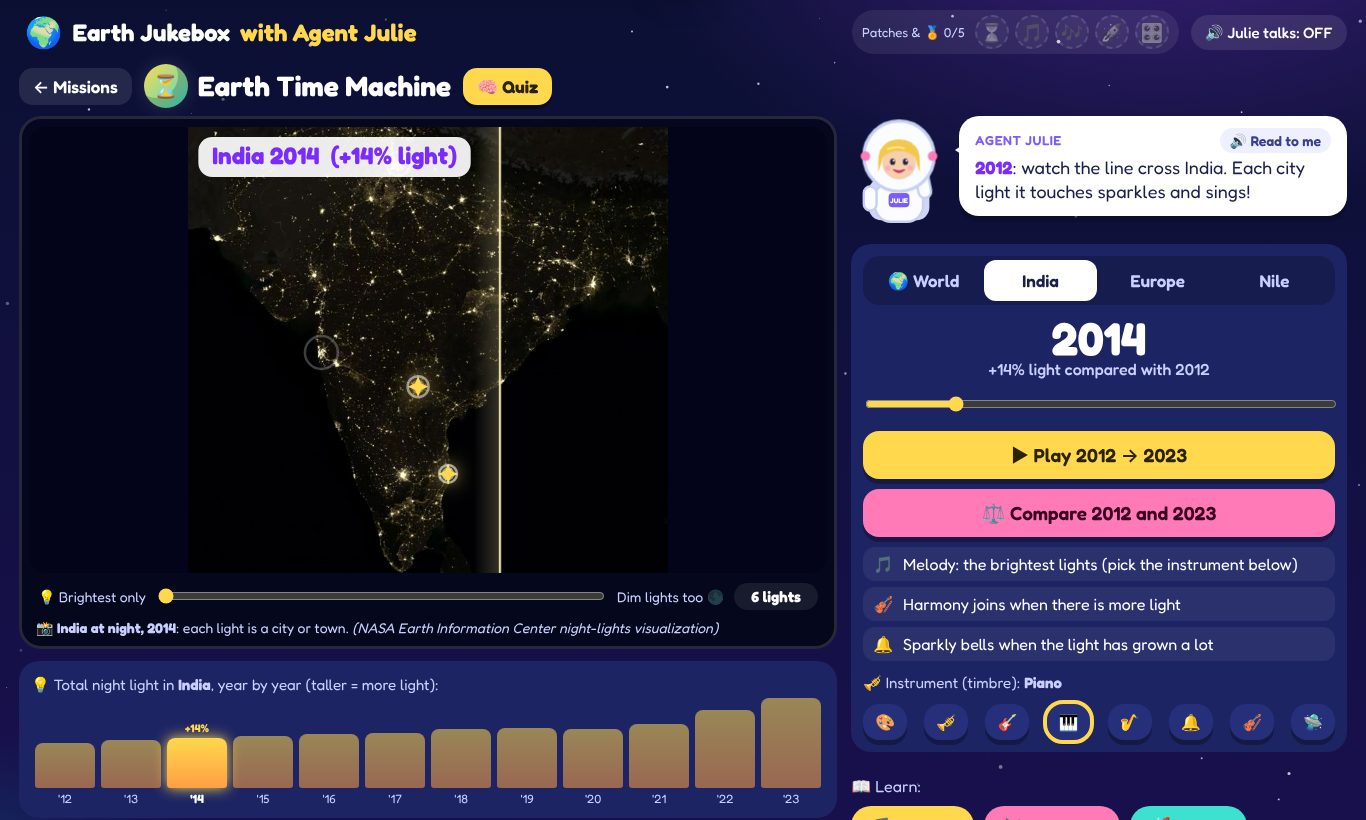 Earth Jukebox with Agent Julie
Patches & 🏅 0/5
🔊 Julie talks: OFF
← Missions
Earth Time Machine
🧠 Quiz
India 2014 (+14% light)
💡 Brightest only
Dim lights too 🌑
6 lights
📸 India at night, 2014: each light is a city or town. (NASA Earth Information Center night-lights visualization)
💡 Total night light in India, year by year (taller = more light):
+14%
'12 '13 '14 '15 '16 '17 '18 '19 '20 '21 '22 '23
JULIE
AGENT JULIE
🔊 Read to me
2012: watch the line cross India. Each city
light it touches sparkles and sings!
🌍 World
India
Europe
Nile
2014
+14% light compared with 2012
▶ Play 2012 → 2023
⚖️ Compare 2012 and 2023
🎵 Melody: the brightest lights (pick the instrument below)
🎻 Harmony joins when there is more light
🔔 Sparkly bells when the light has grown a lot
🎺 Instrument (timbre): Piano
📖 Learn: